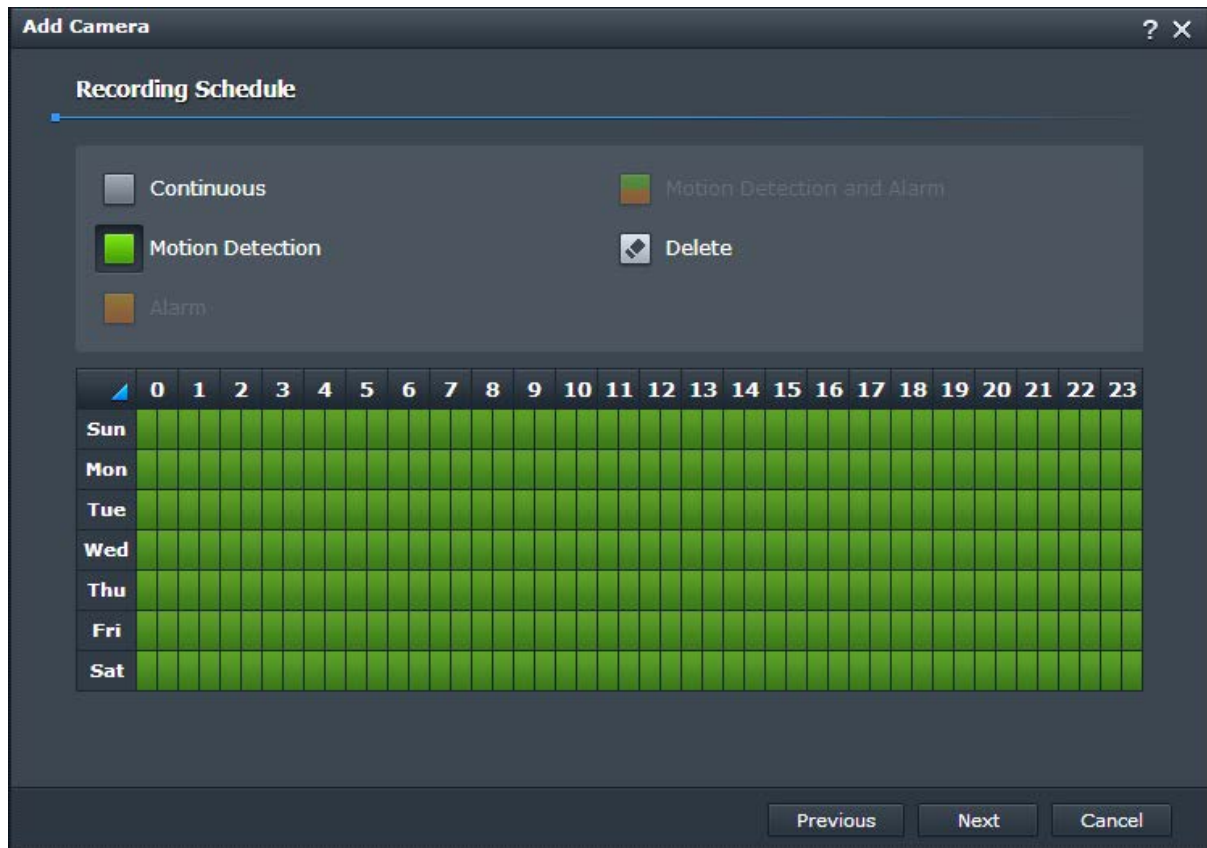 Add Camera ? X
Recording Schedule
Continuous Motion Detection and Alarm
Motion Detection Delete
Alarm
0 1 2 3 4 5 6 7 8 9 10 11 12 13 14 15 16 17 18 19 20 21 22 23
Sun
Mon
Tue
Wed
Thu
Fri
Sat
Previous Next Cancel